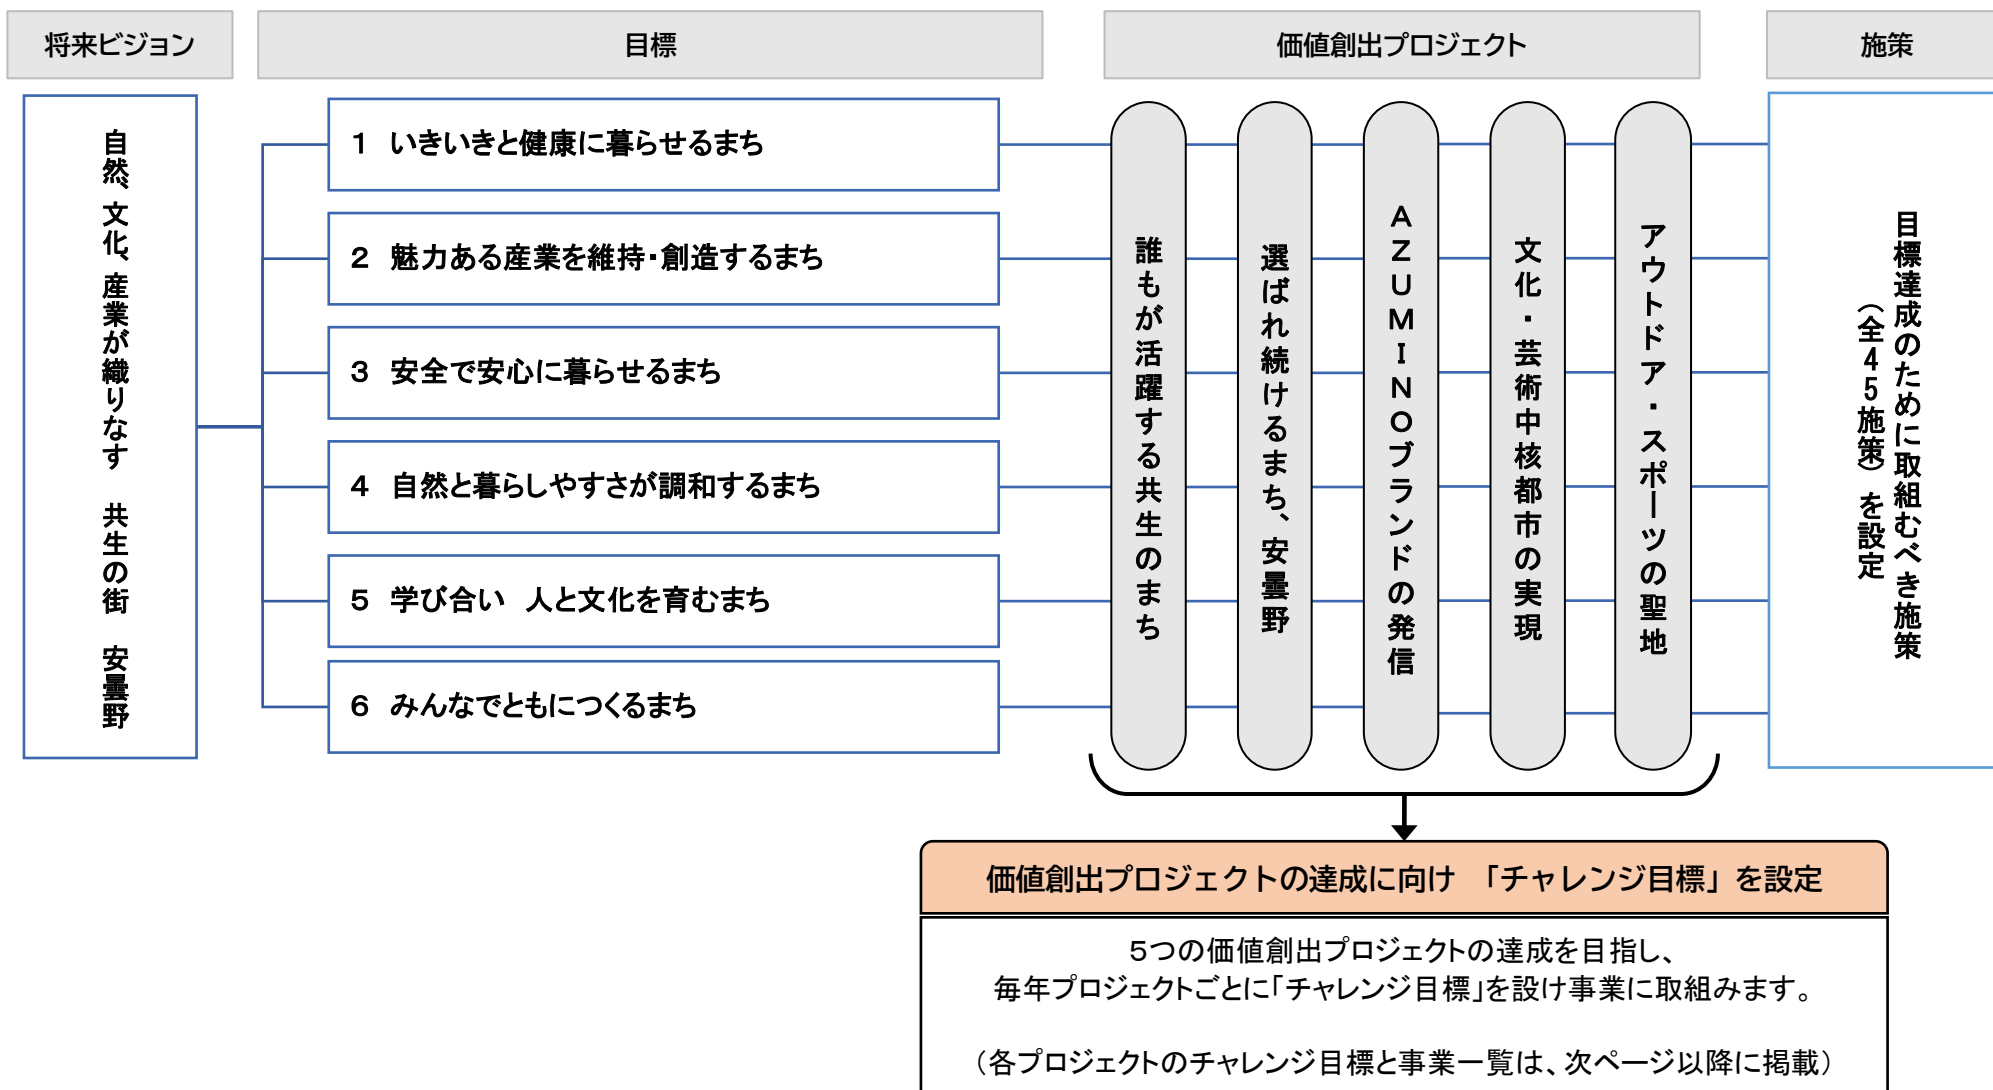 将来ビジョン
目標
価値創出プロジェクト
施策
自然、文化、産業が織りなす　共生の街　安曇野
１　いきいきと健康に暮らせるまち
２　魅力ある産業を維持・創造するまち
３　安全で安心に暮らせるまち
４　自然と暮らしやすさが調和するまち
５　学び合い　人と文化を育むまち
６　みんなでともにつくるまち
誰もが活躍する共生のまち
選ばれ続けるまち、安曇野
ＡＺＵＭＩＮＯブランドの発信
文化・芸術中核都市の実現
アウトドア・スポーツの聖地
目標達成のために取組むべき施策
（全４５施策）を設定
価値創出プロジェクトの達成に向け　「チャレンジ目標」を設定
５つの価値創出プロジェクトの達成を目指し、
毎年プロジェクトごとに「チャレンジ目標」を設け事業に取組みます。
（各プロジェクトのチャレンジ目標と事業一覧は、次ページ以降に掲載）